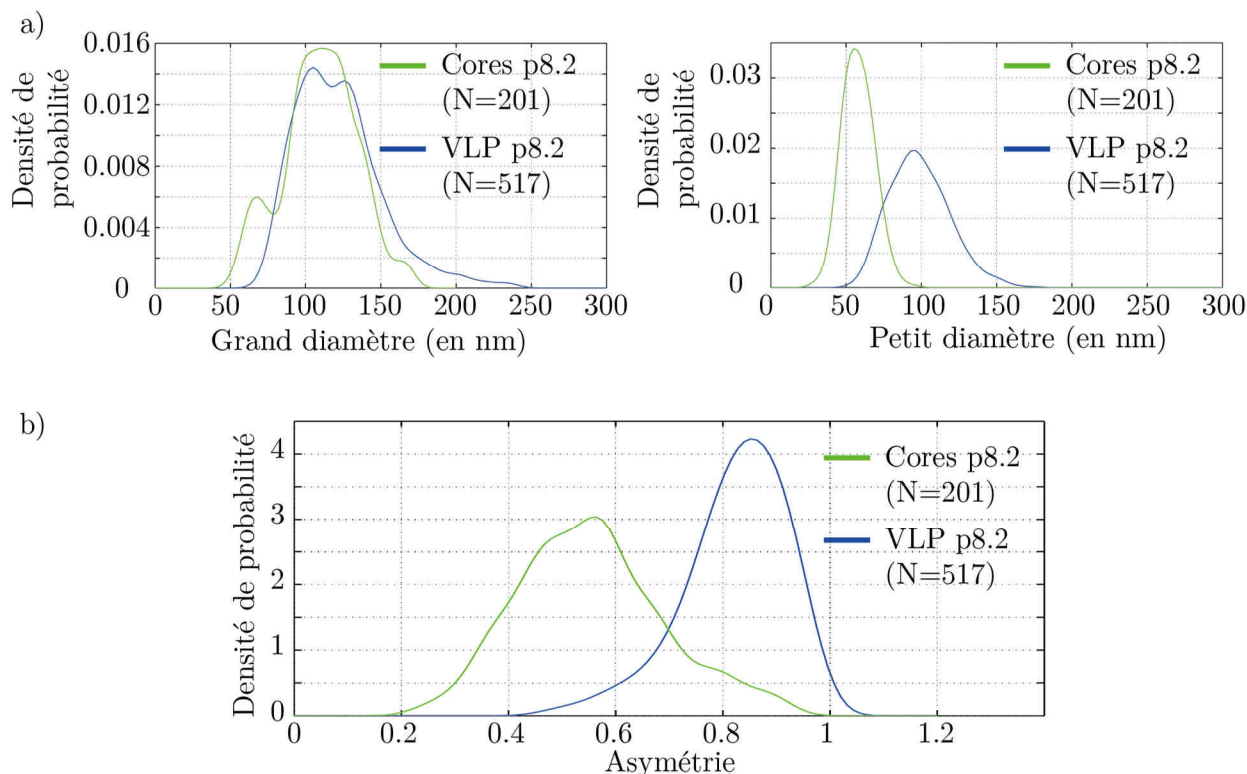 a)
Densité de
probabilité
0.016
0.012
0.008
0.004
0
0 50 100 150 200 250 300
Grand diamètre (en nm)
Cores p8.2
(N=201)
VLP p8.2
(N=517)
Densité de
probabilité
0.03
0.02
0.01
0
0 50 100 150 200 250 300
Petit diamètre (en nm)
Cores p8.2
(N=201)
VLP p8.2
(N=517)
b)
Densité de probabilité
4
3
2
1
0
0 0.2 0.4 0.6 0.8 1 1.2
Asymétrie
Cores p8.2
(N=201)
VLP p8.2
(N=517)